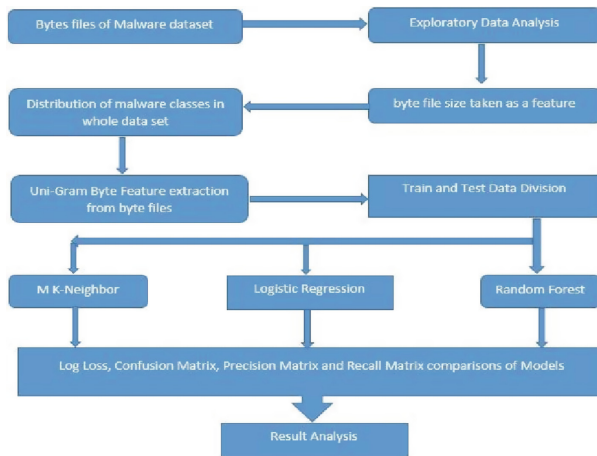 Bytes files of Malware dataset
Exploratory Data Analysis
Distribution of malware classes in
whole data set
byte file size taken as a feature
Uni-Gram Byte Feature extraction
from byte files
Train and Test Data Division
M K-Neighbor
Logistic Regression
Random Forest
Log Loss, Confusion Matrix, Precision Matrix and Recall Matrix comparisons of Models
Result Analysis